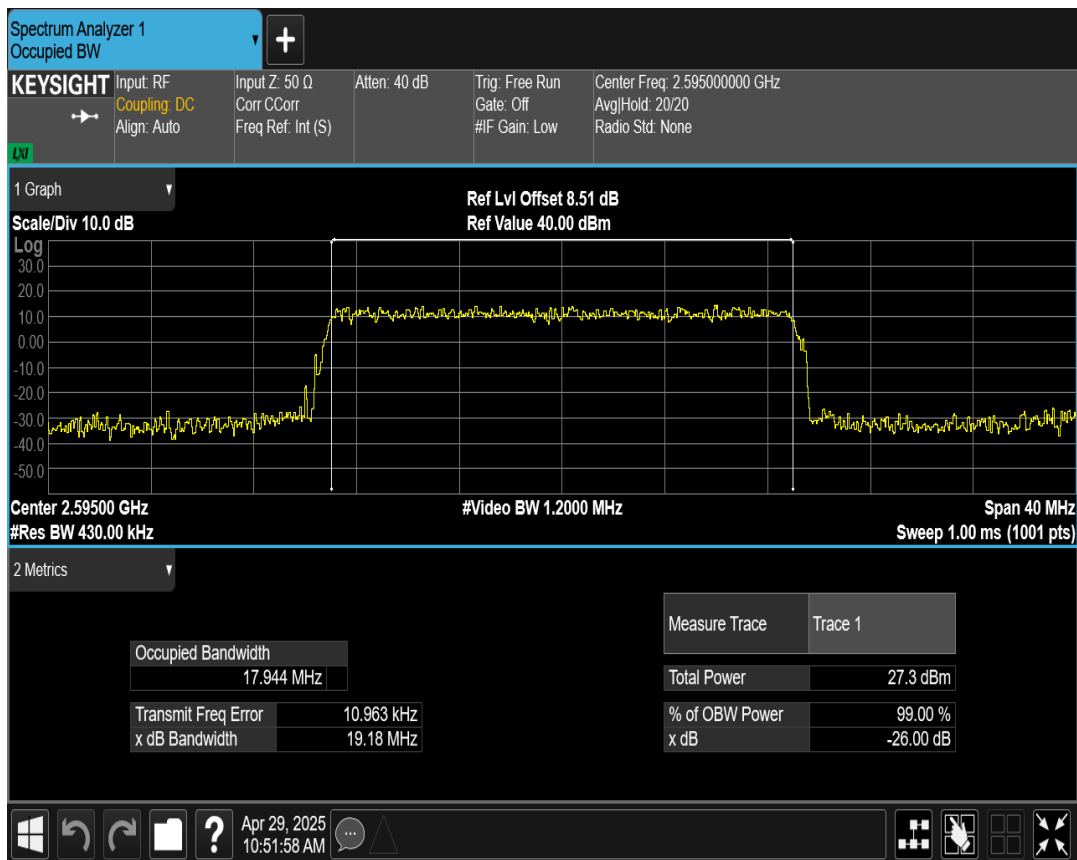 Spectrum Analyzer 1
Occupied BW
KEYSIGHT
LXI
Input: RF
Coupling: DC
Align: Auto
Input Z: 50 Ω
Corr CCorr
Freq Ref: Int (S)
Atten: 40 dB
Trig: Free Run
Gate: Off
#IF Gain: Low
Center Freq: 2.595000000 GHz
Avg|Hold: 20/20
Radio Std: None
1 Graph
Scale/Div 10.0 dB
Ref Lvl Offset 8.51 dB
Ref Value 40.00 dBm
Log
30.0
20.0
10.0
0.00
-10.0
-20.0
-30.0
-40.0
-50.0
Center 2.59500 GHz
#Video BW 1.2000 MHz
Span 40 MHz
#Res BW 430.00 kHz
Sweep 1.00 ms (1001 pts)
2 Metrics
Measure Trace Trace 1
Occupied Bandwidth
17.944 MHz
Total Power 27.3 dBm
Transmit Freq Error 10.963 kHz
% of OBW Power 99.00 %
x dB Bandwidth 19.18 MHz
x dB -26.00 dB
?
Apr 29, 2025
10:51:58 AM